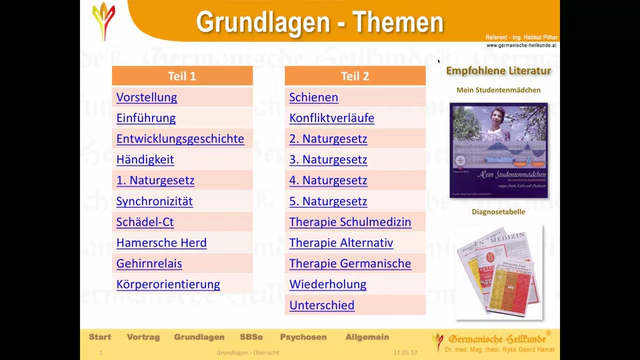 Grundlagen - Themen
Referent - Ing. Helmut Pilhar
www.germanische-heilkunde.at
Teil 1
Vorstellung
Einführung
Entwicklungsgeschichte
Händigkeit
1. Naturgesetz
Synchronizität
Schädel-Ct
Hamersche Herd
Gehirnrelais
Körperorientierung
Teil 2
Schienen
Konfliktverläufe
2. Naturgesetz
3. Naturgesetz
4. Naturgesetz
5. Naturgesetz
Therapie Schulmedizin
Therapie Alternativ
Therapie Germanische
Wiederholung
Unterschied
Empfohlene Literatur
Mein Studentenmädchen
Mein Studentenmädchen
Diagnosetabelle
Start Vortrag Grundlagen SBSe Psychosen Allgemein
1 Grundlagen - Übersicht 11.05.17
Germanische Heilkunde®
Dr. med. Mag. theol. Ryke Geerd Hamer